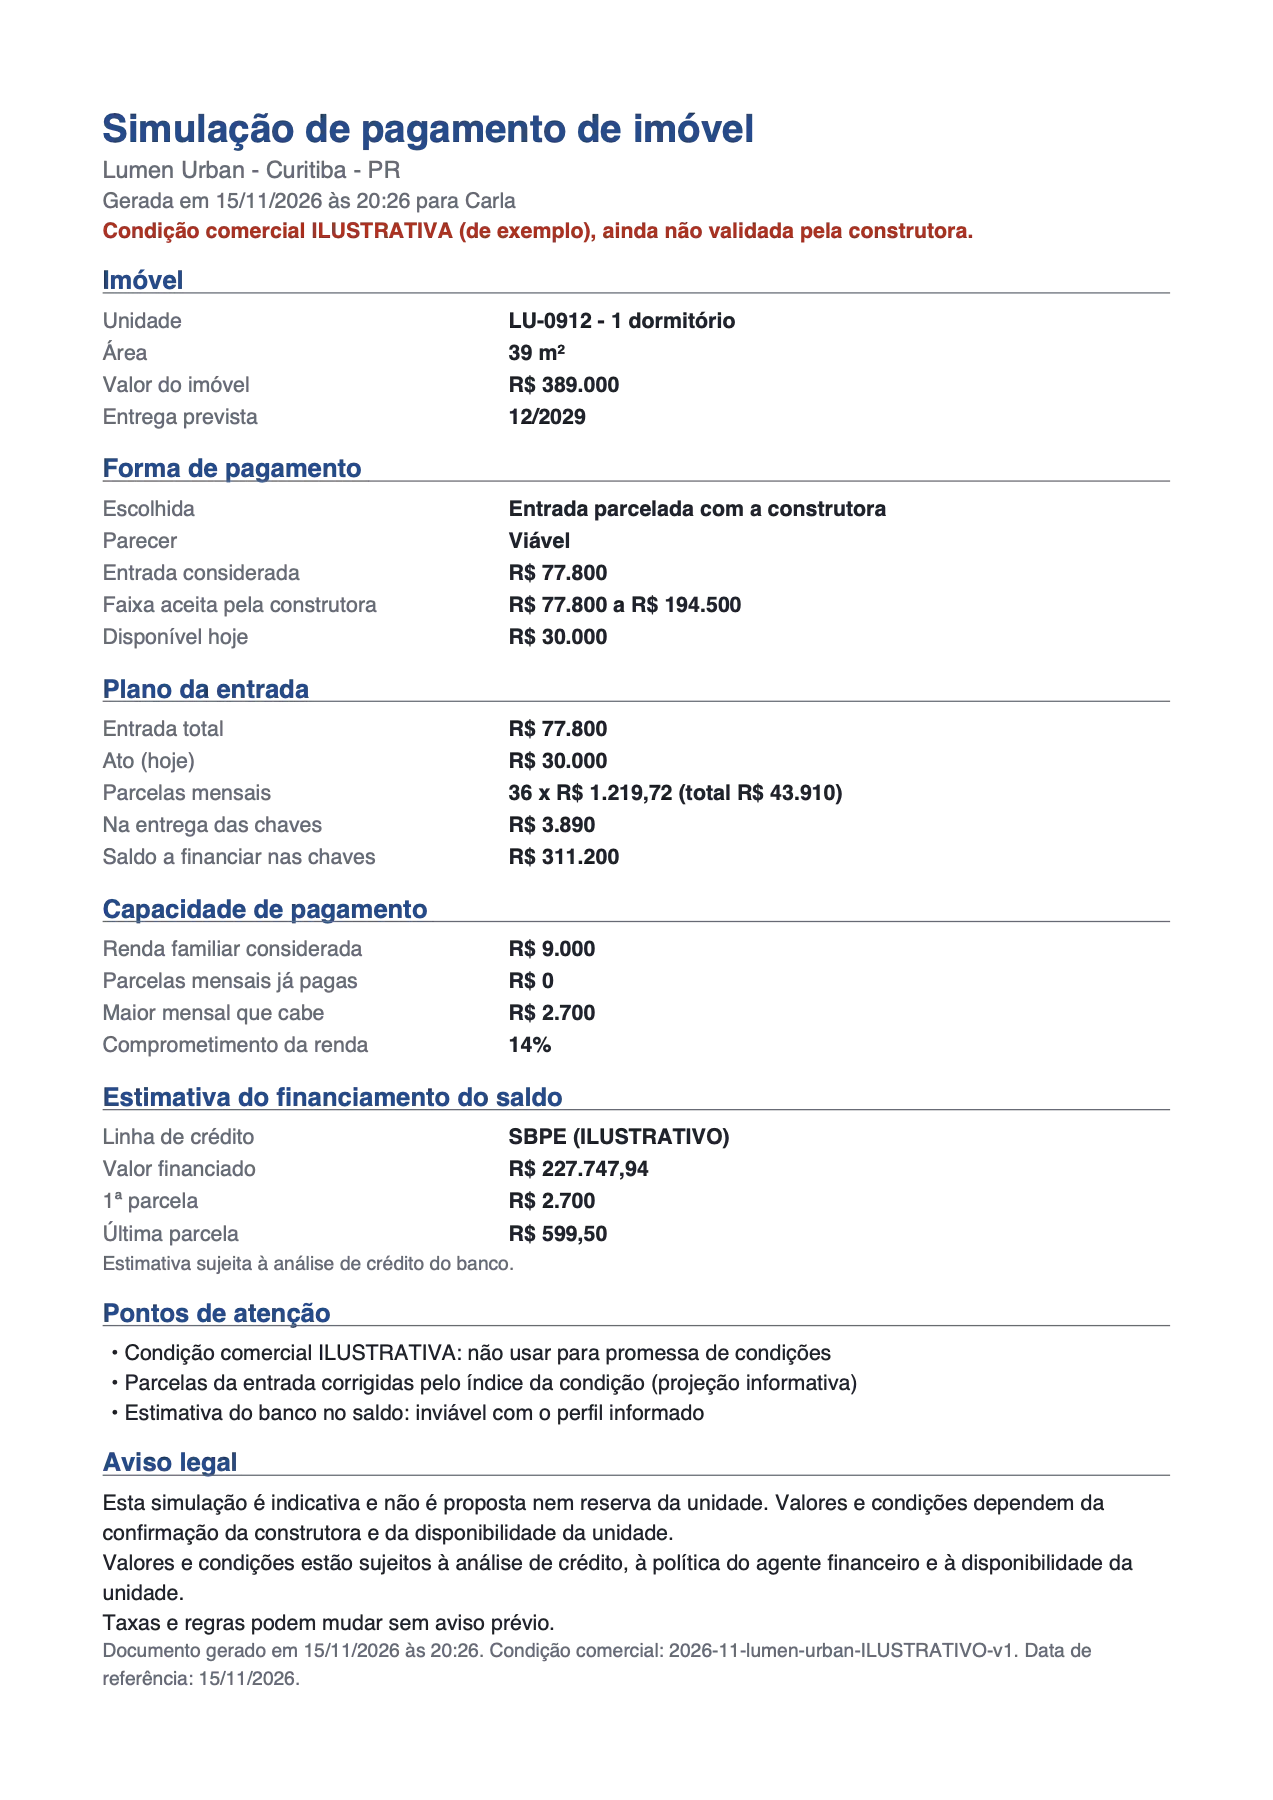 Simulação de pagamento de imóvel
Lumen Urban - Curitiba - PR
Gerada em 15/11/2026 às 20:26 para Carla
Condição comercial ILUSTRATIVA (de exemplo), ainda não validada pela construtora.
Imóvel
Unidade LU-0912 - 1 dormitório
Área 39 m²
Valor do imóvel R$ 389.000
Entrega prevista 12/2029
Forma de pagamento
Escolhida Entrada parcelada com a construtora
Parecer Viável
Entrada considerada R$ 77.800
Faixa aceita pela construtora R$ 77.800 a R$ 194.500
Disponível hoje R$ 30.000
Plano da entrada
Entrada total R$ 77.800
Ato (hoje) R$ 30.000
Parcelas mensais 36 x R$ 1.219,72 (total R$ 43.910)
Na entrega das chaves R$ 3.890
Saldo a financiar nas chaves R$ 311.200
Capacidade de pagamento
Renda familiar considerada R$ 9.000
Parcelas mensais já pagas R$ 0
Maior mensal que cabe R$ 2.700
Comprometimento da renda 14%
Estimativa do financiamento do saldo
Linha de crédito SBPE (ILUSTRATIVO)
Valor financiado R$ 227.747,94
1ª parcela R$ 2.700
Última parcela R$ 599,50
Estimativa sujeita à análise de crédito do banco.
Pontos de atenção
• Condição comercial ILUSTRATIVA: não usar para promessa de condições
• Parcelas da entrada corrigidas pelo índice da condição (projeção informativa)
• Estimativa do banco no saldo: inviável com o perfil informado
Aviso legal
Esta simulação é indicativa e não é proposta nem reserva da unidade. Valores e condições dependem da
confirmação da construtora e da disponibilidade da unidade.
Valores e condições estão sujeitos à análise de crédito, à política do agente financeiro e à disponibilidade da
unidade.
Taxas e regras podem mudar sem aviso prévio.
Documento gerado em 15/11/2026 às 20:26. Condição comercial: 2026-11-lumen-urban-ILUSTRATIVO-v1. Data de
referência: 15/11/2026.